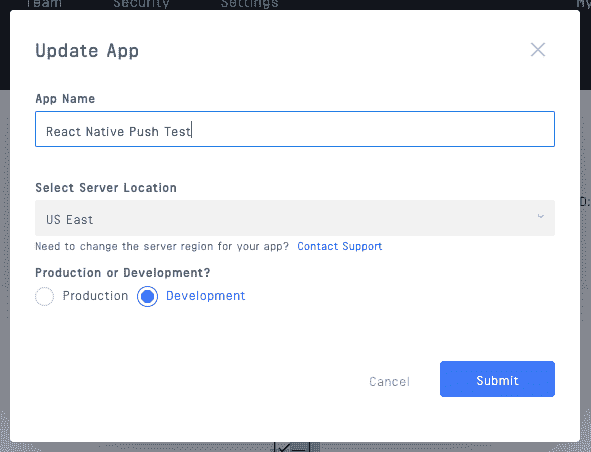 Team Security Settings My
Update App
App Name
React Native Push Test
Select Server Location
US East
Need to change the server region for your app? Contact Support
Production or Development?
Production Development
Cancel Submit